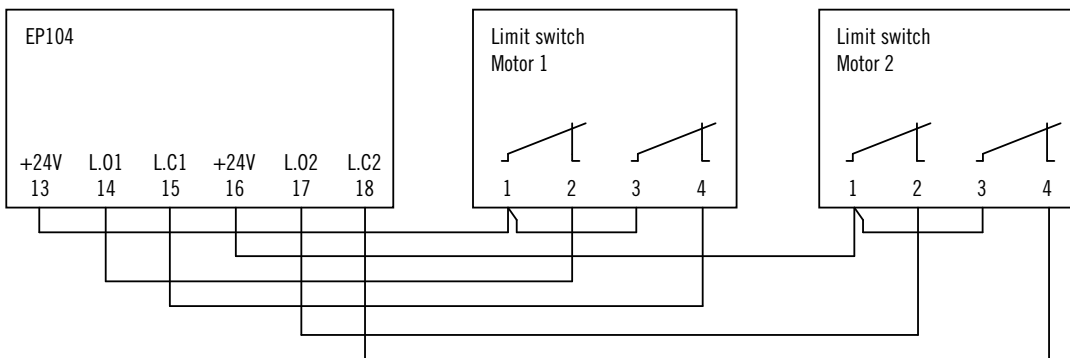 EP104
Limit switch
Motor 1
Limit switch
Motor 2
+24V L.O1 L.C1 +24V L.O2 L.C2
13 14 15 16 17 18
1 2 3 4
1 2 3 4